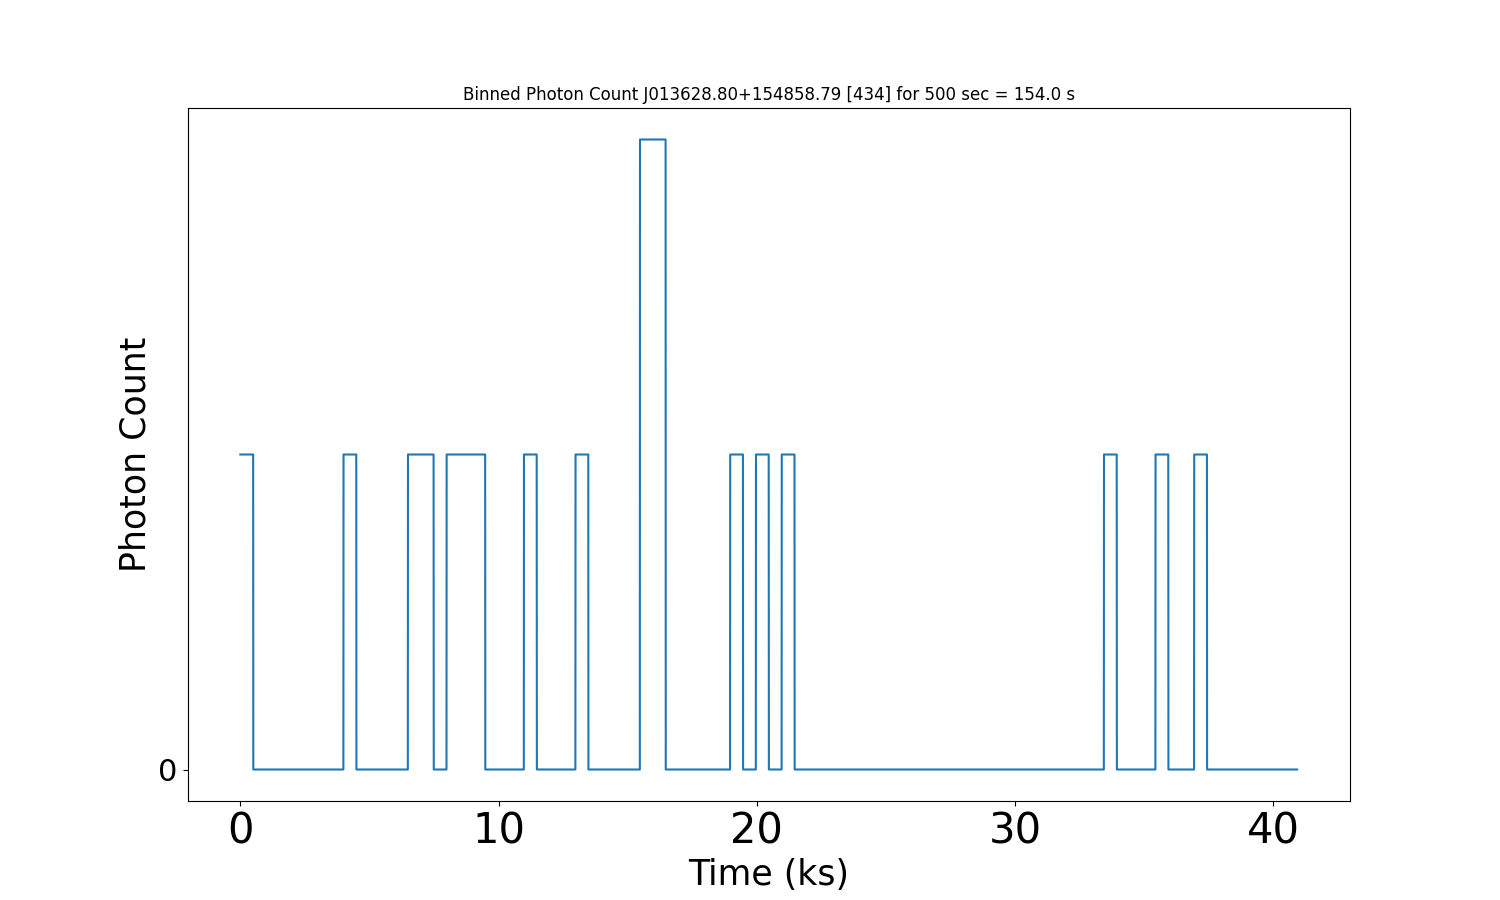 Binned Photon Count J013628.80+154858.79 [434] for 500 sec = 154.0 s
Photon Count
0
0 10 20 30 40
Time (ks)